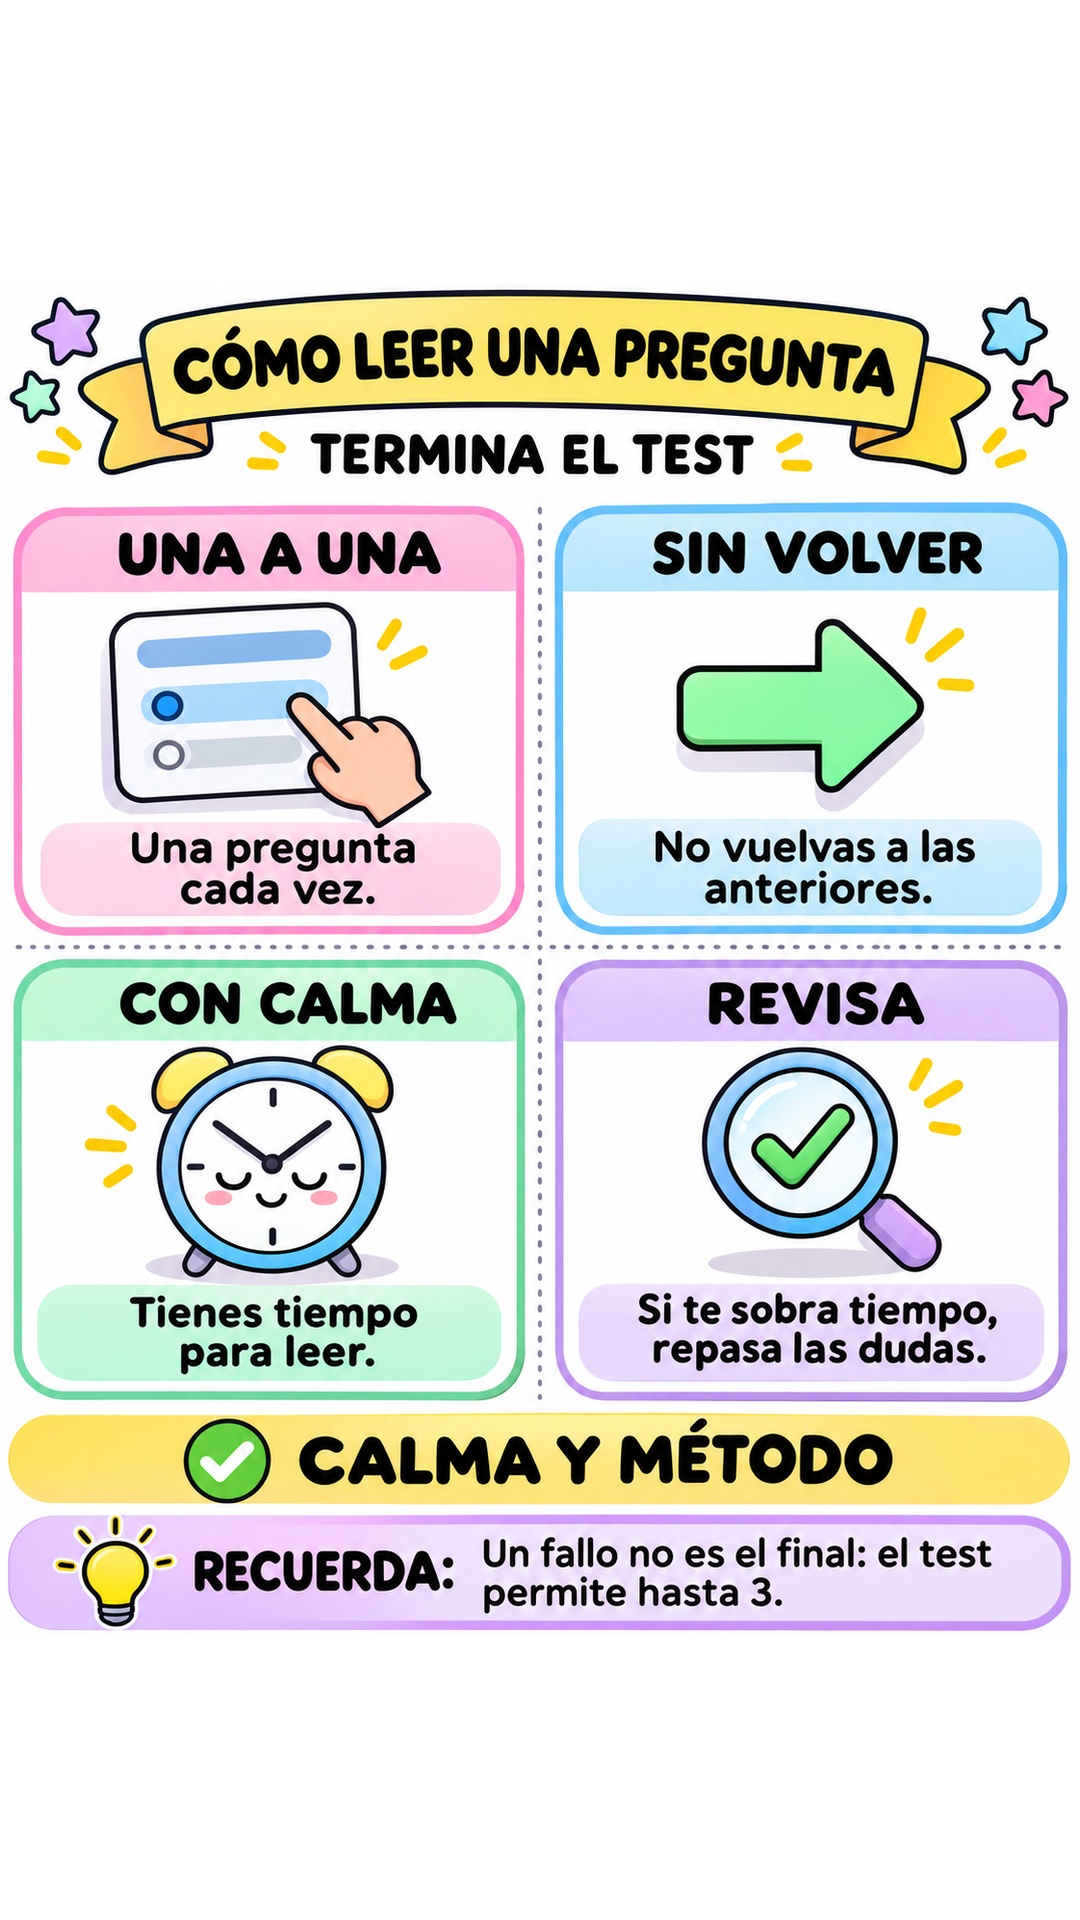 CÓMO LEER UNA PREGUNTA
TERMINA EL TEST
UNA A UNA
Una pregunta
cada vez.
SIN VOLVER
No vuelvas a las
anteriores.
CON CALMA
Tienes tiempo
para leer.
REVISA
Si te sobra tiempo,
repasa las dudas.
CALMA Y MÉTODO
RECUERDA:
Un fallo no es el final: el test
permite hasta 3.